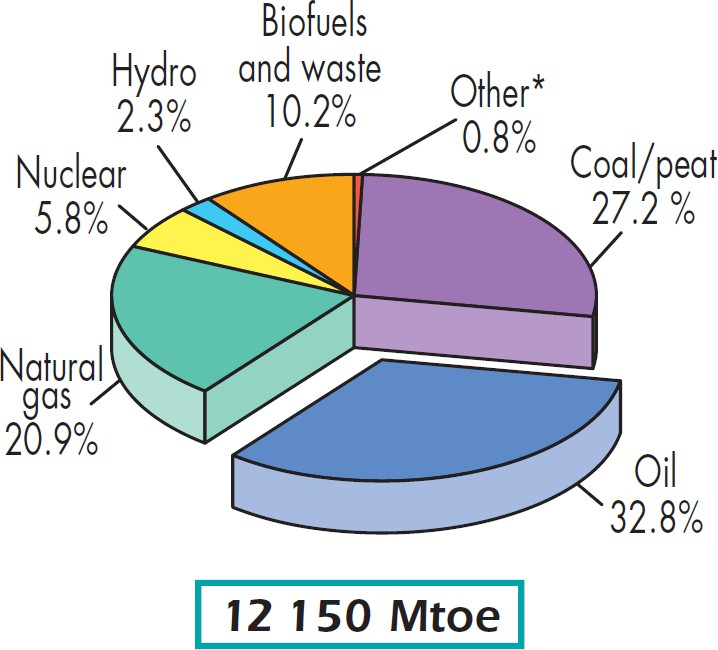 Biofuels
and waste
10.2%
Hydro
2.3%
Other*
0.8%
Nuclear
5.8%
Coal/peat
27.2 %
Natural
gas
20.9%
Oil
32.8%
12 150 Mtoe